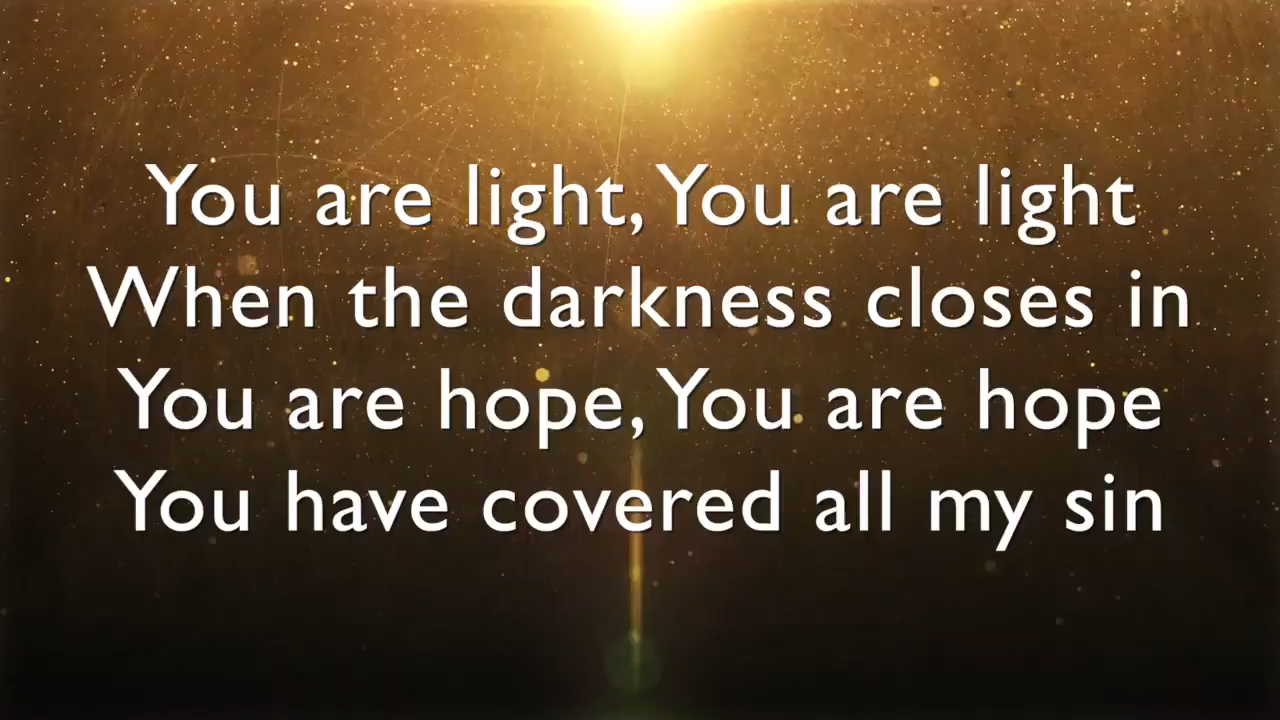 You are light, You are light
When the darkness closes in
You are hope, You are hope
You have covered all my sin